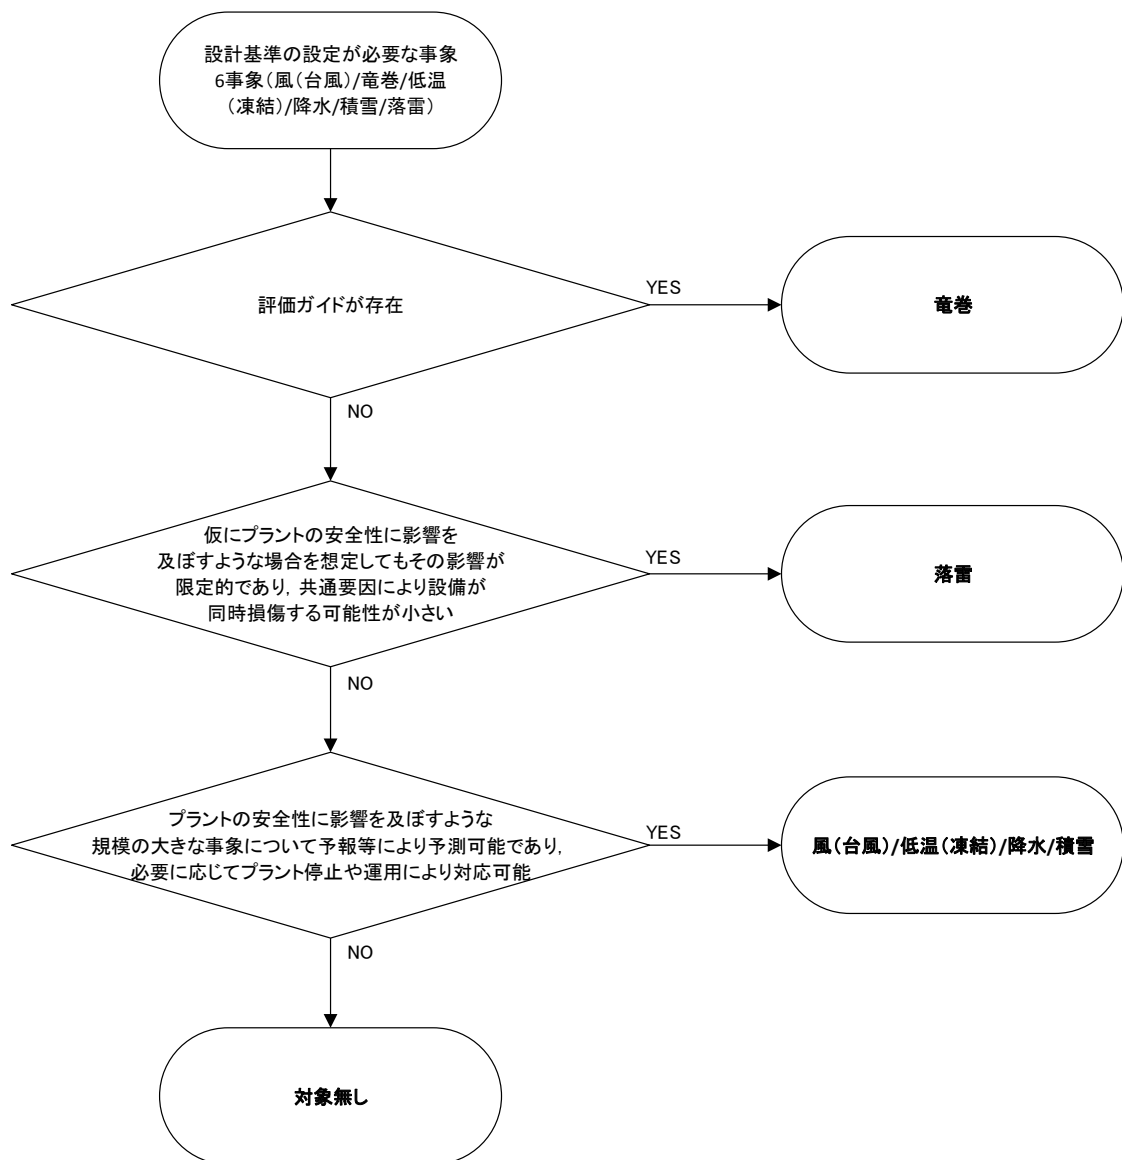 設計基準の設定が必要な事象
6事象(風(台風)/竜巻/低温
(凍結)/降水/積雪/落雷)
評価ガイドが存在
YES
竜巻
NO
仮にプラントの安全性に影響を
及ぼすような場合を想定してもその影響が
限定的であり, 共通要因により設備が
同時損傷する可能性が小さい
YES
落雷
NO
プラントの安全性に影響を及ぼすような
規模の大きな事象について予報等により予測可能であり,
必要に応じてプラント停止や運用により対応可能
YES
風(台風)/低温(凍結)/降水/積雪
NO
対象無し